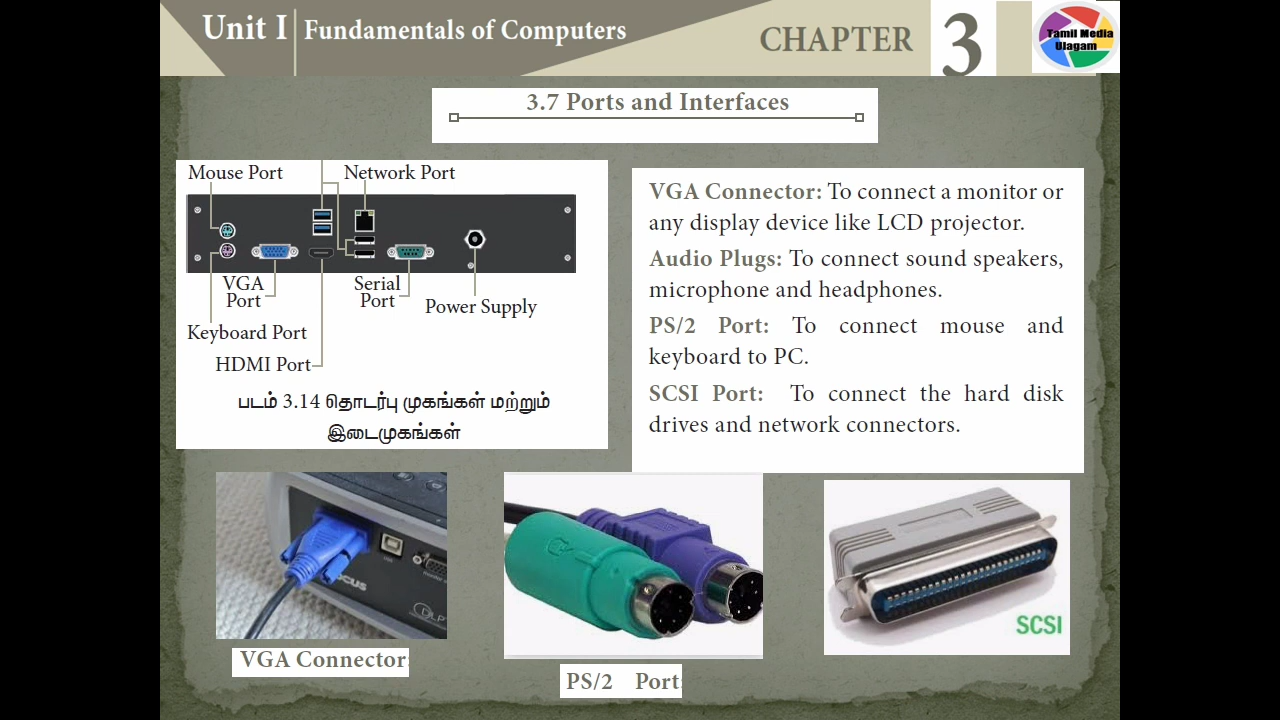 Unit I Fundamentals of Computers
CHAPTER 3
Tamil Media
Ulagam
3.7 Ports and Interfaces
Mouse Port
Network Port
VGA
Port
Serial
Port
Power Supply
Keyboard Port
HDMI Port
படம் 3.14 தொடர்பு முகங்கள் மற்றும்
இடைமுகங்கள்
VGA Connector: To connect a monitor or
any display device like LCD projector.
Audio Plugs: To connect sound speakers,
microphone and headphones.
PS/2 Port: To connect mouse and
keyboard to PC.
SCSI Port: To connect the hard disk
drives and network connectors.
DLP
VGA Connector:
PS/2 Port:
SCSI